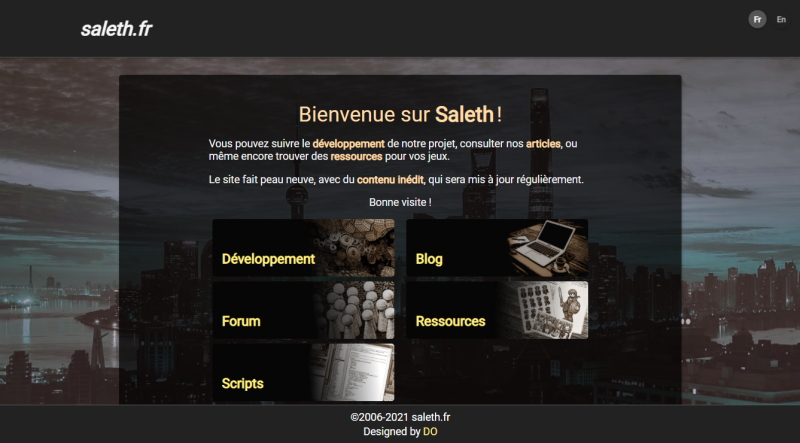 saleth.fr
Fr En
Bienvenue sur Saleth !
Vous pouvez suivre le développement de notre projet, consulter nos articles, ou
même encore trouver des ressources pour vos jeux.
Le site fait peau neuve, avec du contenu inédit, qui sera mis à jour régulièrement.
Bonne visite !
Développement
Blog
Forum
Ressources
Scripts
©2006-2021 saleth.fr
Designed by DO